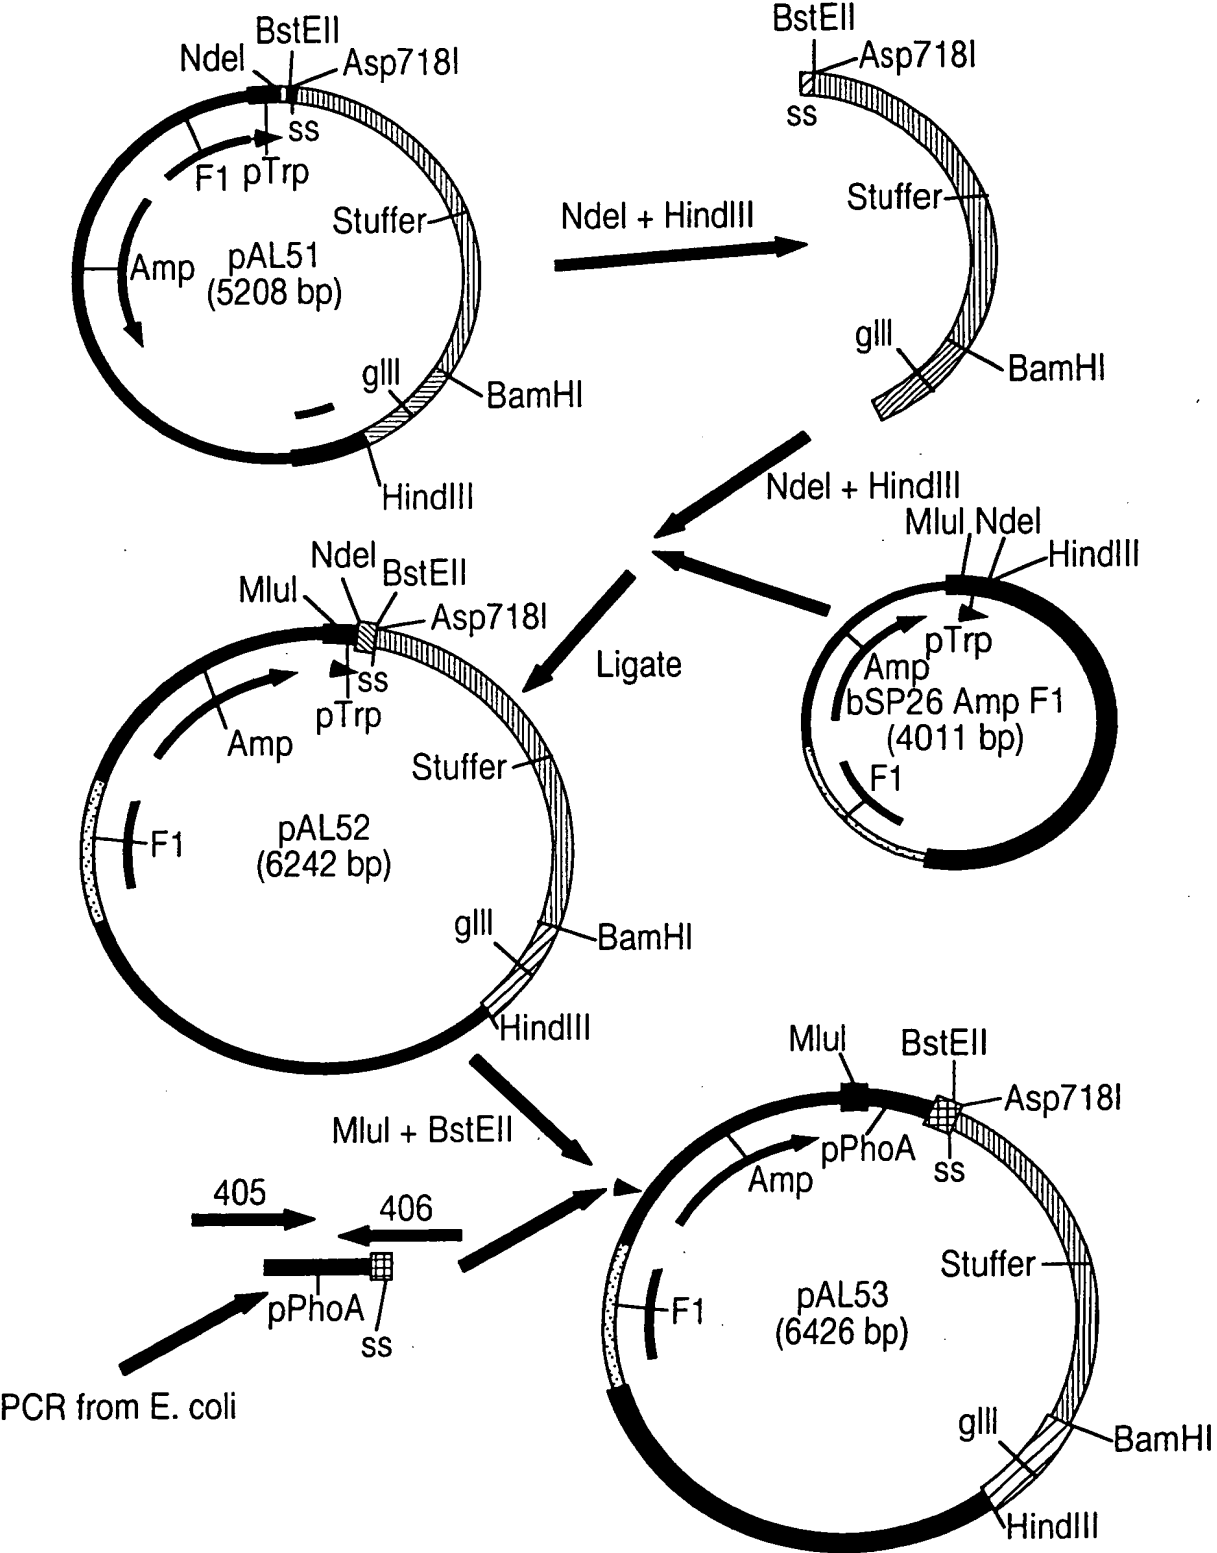 BstEII
NdeI
Asp718I
ss
F1
pTrp
Stuffer
Amp
pAL51
(5208 bp)
gIII
BamHI
HindIII
NdeI + HindIII
BstEII
Asp718I
ss
Stuffer
gIII
BamHI
NdeI + HindIII
MluI
NdeI
HindIII
pTrp
Amp
bSP26 Amp F1
(4011 bp)
F1
Ligate
NdeI
BstEII
MluI
Asp718I
ss
pTrp
Amp
Stuffer
F1
pAL52
(6242 bp)
gIII
BamHI
HindIII
MluI + BstEII
405
406
pPhoA
ss
PCR from E. coli
MluI
BstEII
Asp718I
pPhoA
ss
Amp
Stuffer
F1
pAL53
(6426 bp)
gIII
BamHI
HindIII